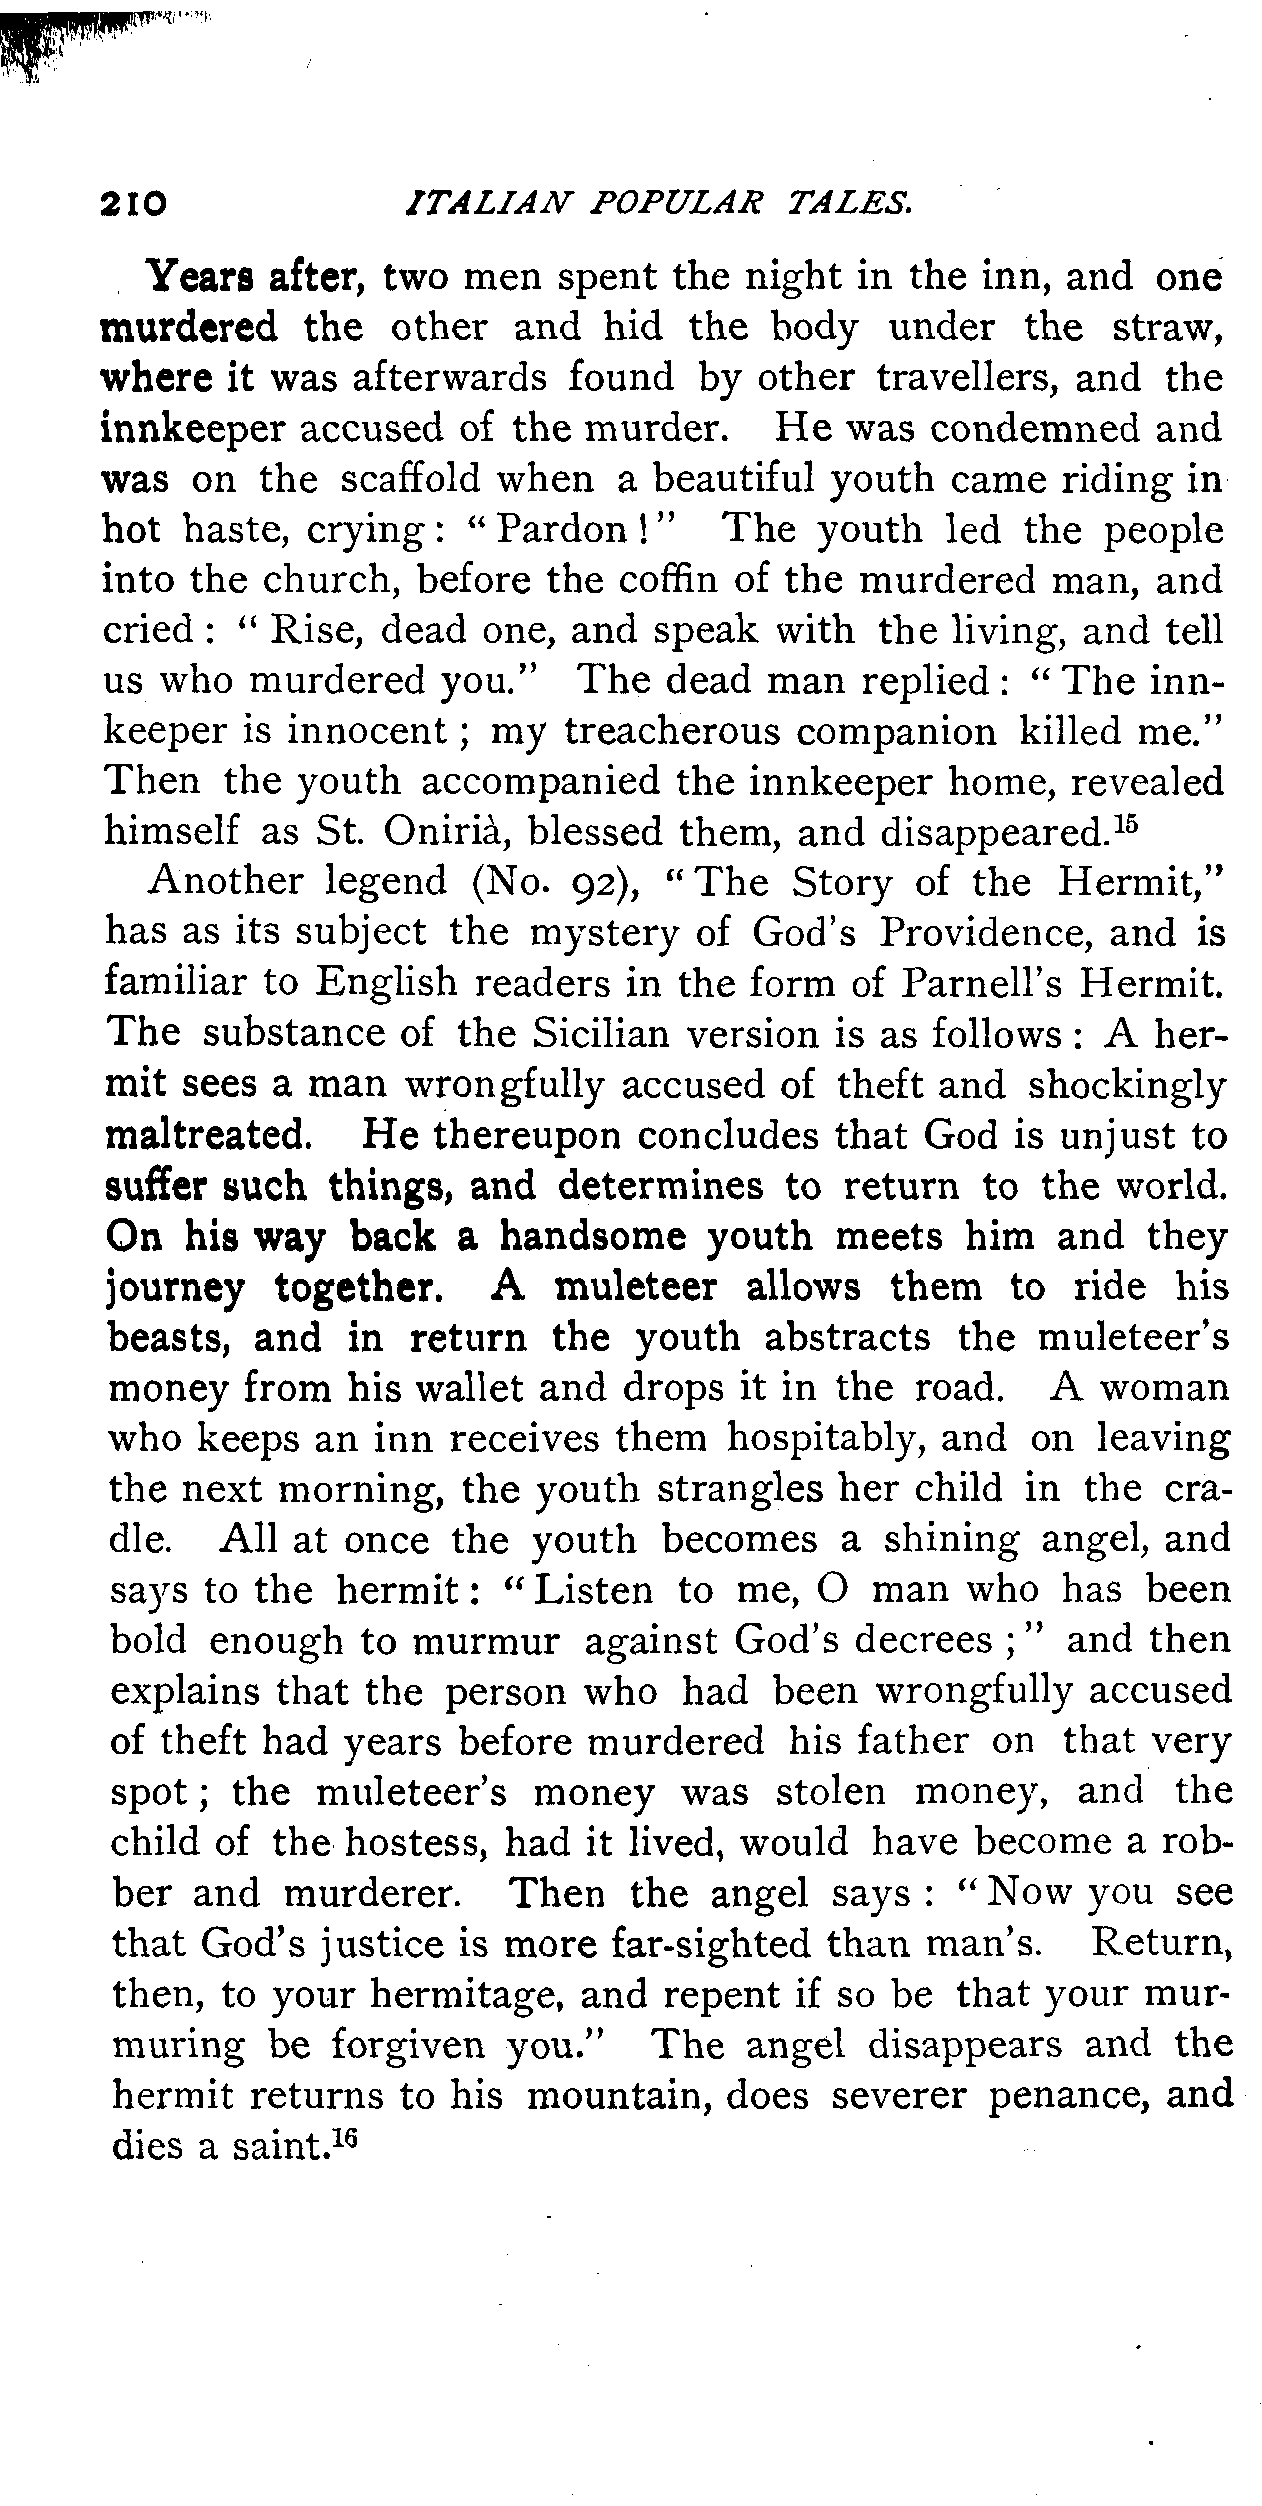 210 ITALIAN POPULAR TALES.
Years after, two men spent the night in the inn, and one
murdered the other and hid the body under the straw,
where it was afterwards found by other travellers, and the
innkeeper accused of the murder. He was condemned and
was on the scaffold when a beautiful youth came riding in
hot haste, crying: "Pardon!" The youth led the people
into the church, before the coffin of the murdered man, and
cried: "Rise, dead one, and speak with the living, and tell
us who murdered you." The dead man replied: "The inn-
keeper is innocent; my treacherous companion killed me."
Then the youth accompanied the innkeeper home, revealed
himself as St. Onirià, blessed them, and disappeared.¹⁵
Another legend (No. 92), "The Story of the Hermit,"
has as its subject the mystery of God's Providence, and is
familiar to English readers in the form of Parnell's Hermit.
The substance of the Sicilian version is as follows: A her-
mit sees a man wrongfully accused of theft and shockingly
maltreated. He thereupon concludes that God is unjust to
suffer such things, and determines to return to the world.
On his way back a handsome youth meets him and they
journey together. A muleteer allows them to ride his
beasts, and in return the youth abstracts the muleteer's
money from his wallet and drops it in the road. A woman
who keeps an inn receives them hospitably, and on leaving
the next morning, the youth strangles her child in the cra-
dle. All at once the youth becomes a shining angel, and
says to the hermit: "Listen to me, O man who has been
bold enough to murmur against God's decrees;" and then
explains that the person who had been wrongfully accused
of theft had years before murdered his father on that very
spot; the muleteer's money was stolen money, and the
child of the hostess, had it lived, would have become a rob-
ber and murderer. Then the angel says: "Now you see
that God's justice is more far-sighted than man's. Return,
then, to your hermitage, and repent if so be that your mur-
muring be forgiven you." The angel disappears and the
hermit returns to his mountain, does severer penance, and
dies a saint.¹⁶